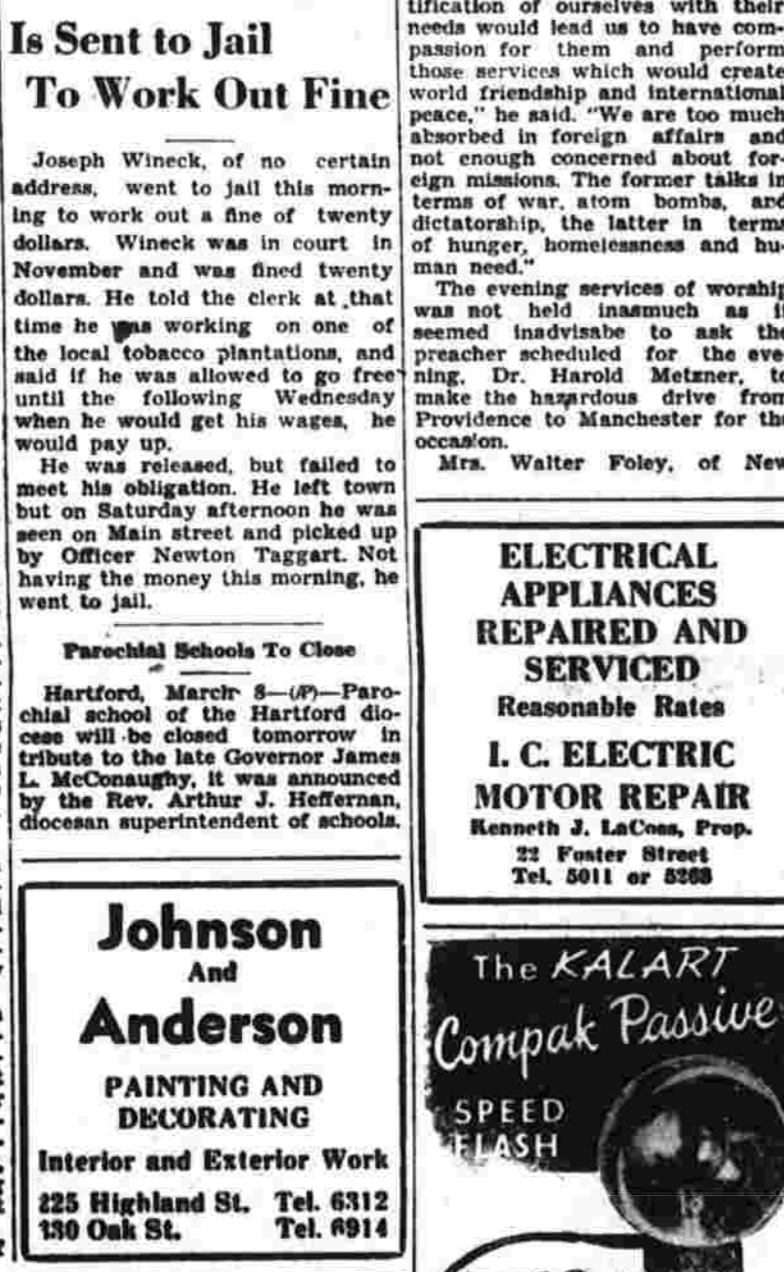 Is Sent to Jail
To Work Out Fine
Joseph Wineck, of no certain
address, went to jail this morn-
ing to work out a fine of twenty
dollars. Wineck was in court in
November and was fined twenty
dollars. He told the clerk at that
time he was working on one of
the local tobacco plantations, and
said if he was allowed to go free
until the following Wednesday
when he would get his wages, he
would pay up.
He was released, but failed to
meet his obligation. He left town
but on Saturday afternoon he was
seen on Main street and picked up
by Officer Newton Taggart. Not
having the money this morning, he
went to jail.
Parochial Schools To Close
Hartford, March 8—(AP)—Paro-
chial school of the Hartford dio-
cese will be closed tomorrow in
tribute to the late Governor James
L. McConaughy, it was announced
by the Rev. Arthur J. Heffernan,
diocesan superintendent of schools.
Johnson
And
Anderson
PAINTING AND
DECORATING
Interior and Exterior Work
225 Highland St. Tel. 6312
130 Oak St. Tel. 6914
tification of ourselves with their
needs would lead us to have com-
passion for them and perform
those services which would create
world friendship and international
peace," he said. "We are too much
absorbed in foreign affairs and
not enough concerned about for-
eign missions. The former talks in
terms of war, atom bombs, and
dictatorship, the latter in terms
of hunger, homelessness and hu-
man need."
The evening services of worship
was not held inasmuch as it
seemed inadvisabe to ask the
preacher scheduled for the eve-
ning, Dr. Harold Metzner, to
make the hazardous drive from
Providence to Manchester for the
occasion.
Mrs. Walter Foley, of New
ELECTRICAL
APPLIANCES
REPAIRED AND
SERVICED
Reasonable Rates
I. C. ELECTRIC
MOTOR REPAIR
Kenneth J. LaCoss, Prop.
22 Foster Street
Tel. 5011 or 5268
The KALART
Compak Passive
SPEED
FLASH